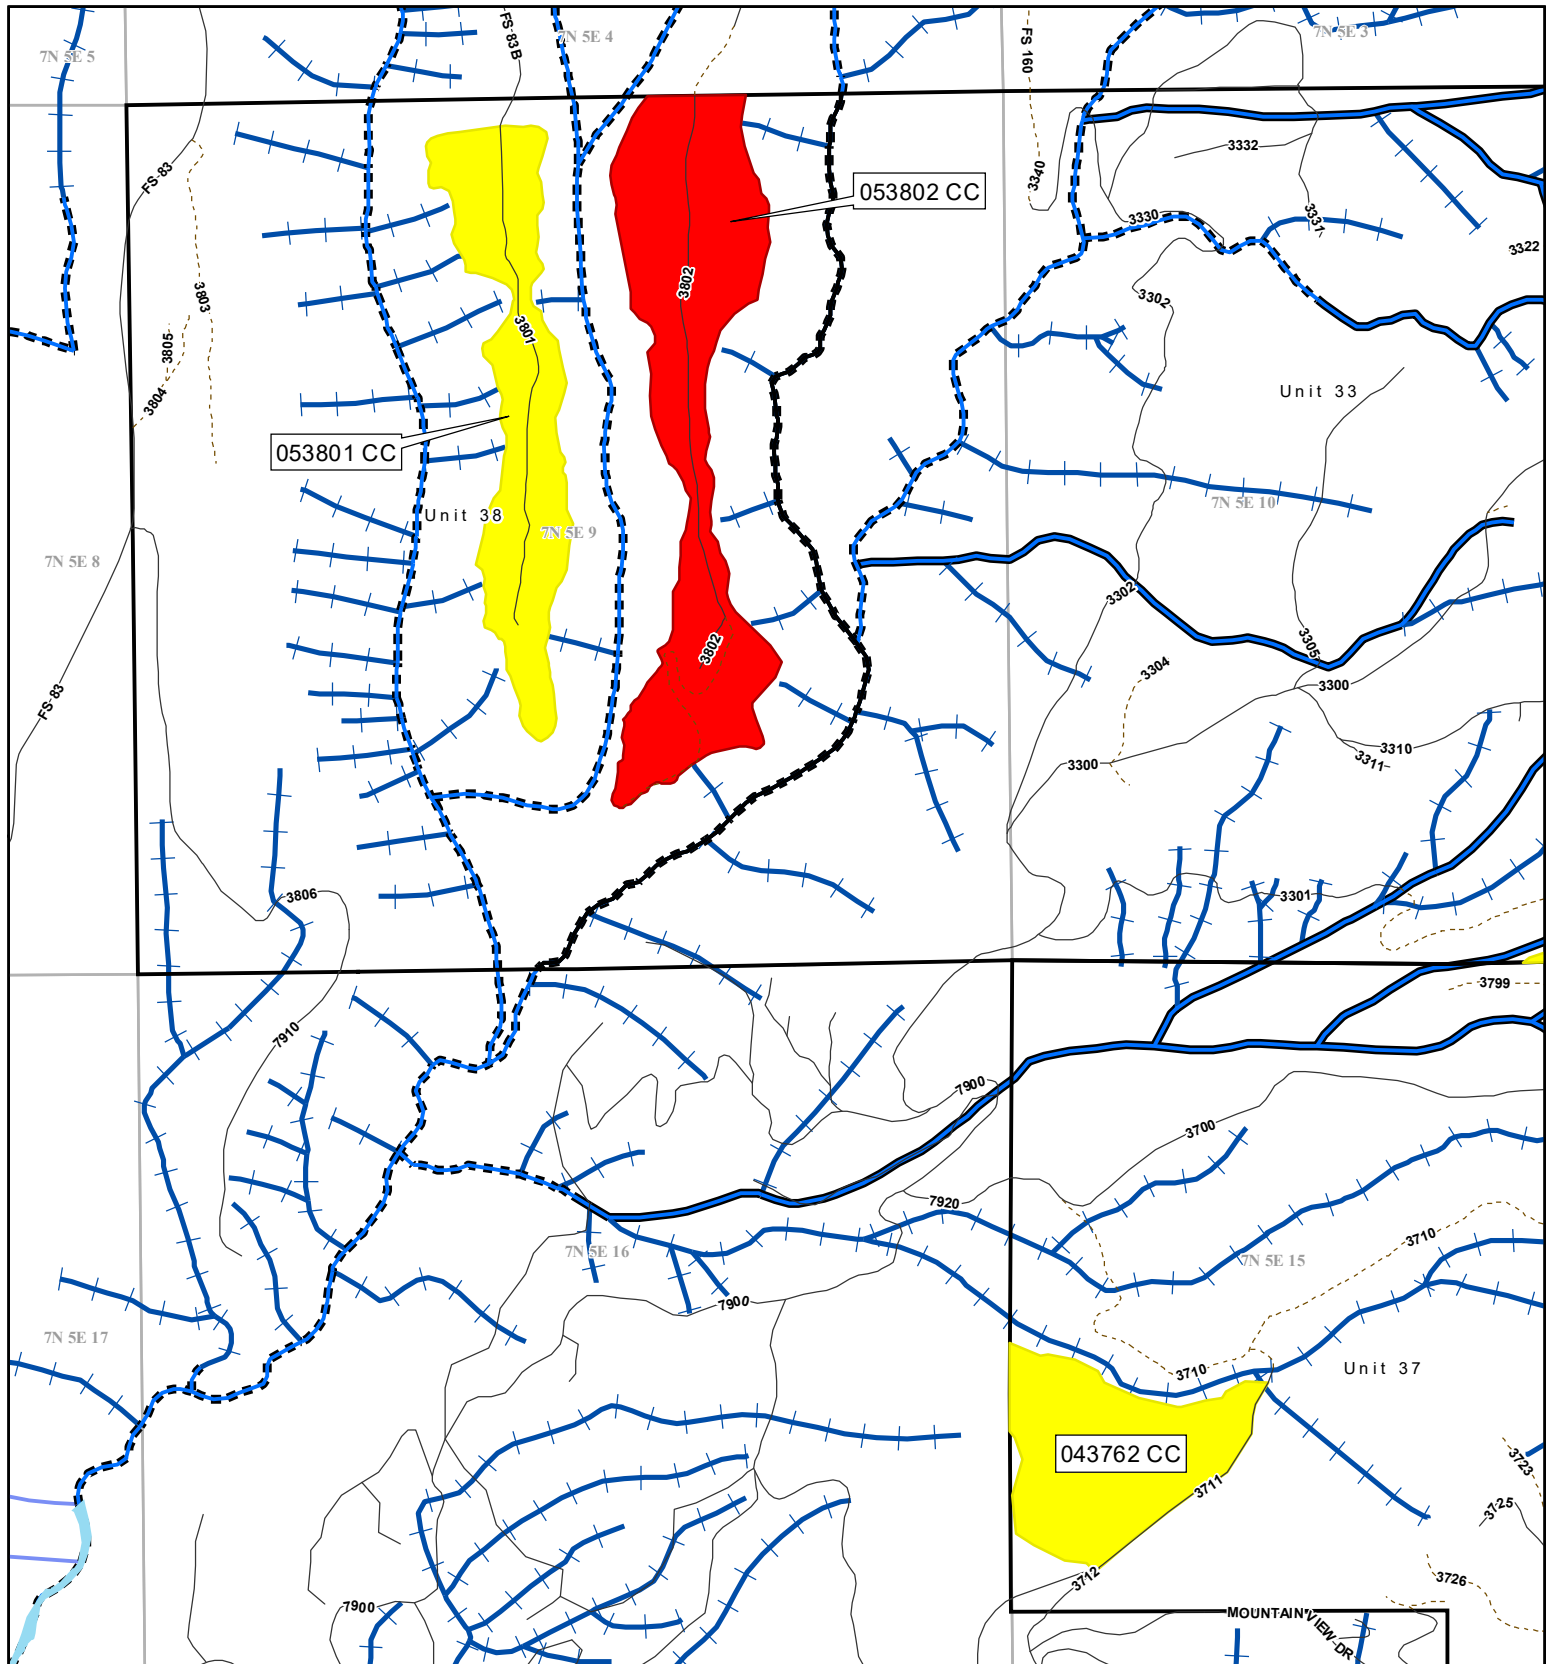 7N 5E 5
FS-83B
7N 5E 4
FS 160
7N 5E 3
3332
3340
FS-83
053802 CC
3330
3331
3322
3803
3802
3302
3801
3805
3804
Unit 33
053801 CC
Unit 38
7N 5E 9
7N 5E 10
7N 5E 8
3302
3305
3802
3304
3300
FS-83
3310
3311
3300
3806
3301
3799
7910
7900
3700
7920
3710
7N 5E 16
7N 5E 15
7900
7N 5E 17
3710
Unit 37
043762 CC
3723
3711
3725
3712
3726
7900
MOUNTAIN VIEW DR